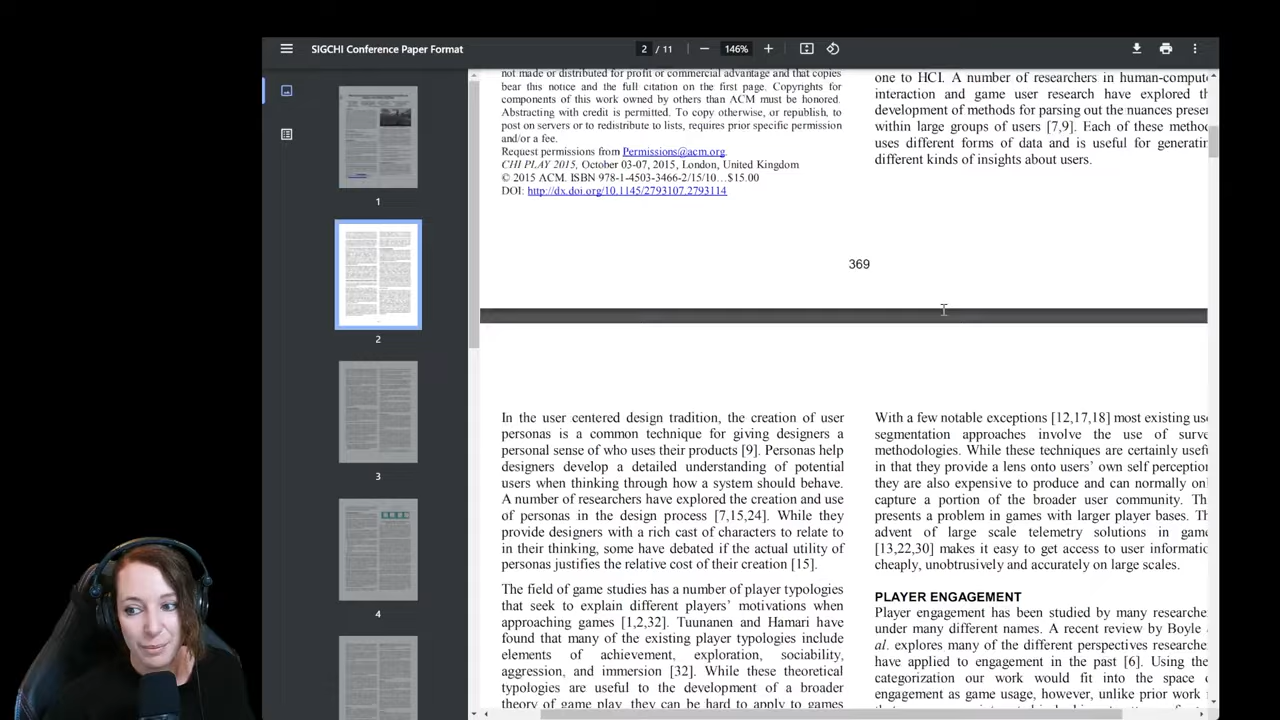 SIGCHI Conference Paper Format
2 / 11
146%
1
2
3
4
not made or distributed for profit or commercial advantage and that copies
bear this notice and the full citation on the first page. Copyrights for
components of this work owned by others than ACM must be honored.
Abstracting with credit is permitted. To copy otherwise, or republish, to
post on servers or to redistribute to lists, requires prior specific permission
and/or a fee.
Request permissions from Permissions@acm.org.
CHI PLAY 2015, October 03-07, 2015, London, United Kingdom
© 2015 ACM. ISBN 978-1-4503-3466-2/15/10…$15.00
DOI: http://dx.doi.org/10.1145/2793107.2793114
one to HCI. A number of researchers in human-compute
interaction and game user research have explored th
development of methods for parsing out the nuances presen
within large groups of users [7,9]. Each of these method
uses different forms of data and is useful for generatin
different kinds of insights about users.
369
In the user centered design tradition, the creation of user
personas is a common technique for giving designers a
personal sense of who uses their products [9]. Personas help
designers develop a detailed understanding of potential
users when thinking through how a system should behave.
A number of researchers have explored the creation and use
of personas in the design process [7,15,24]. While they
provide designers with a rich cast of characters to relate to
in their thinking, some have debated if the actual utility of
personas justifies the expense of their creation [15].
The field of game studies has a number of player typologies
that seek to explain different players' motivations when
approaching games [1,2,32]. Tuunanen and Hamari have
found that many of the existing player typologies include
elements of achievement, exploration, sociability,
aggression, and immersion [32]. While these theoretical
typologies are useful to the development of a broader
theory of game play, it can be hard to apply them to
With a few notable exceptions [12,17,18] most existing use
segmentation approaches involve the use of surve
methodologies. While these techniques are certainly usefu
in that they provide a lens onto users' own self perception
they are also expensive to produce and can normally onl
capture a portion of the broader user community. Thi
presents a problem in games with larger player bases. Th
advent of large scale telemetry solutions in game
[13,22,30] makes it easy to get access to user informatio
cheaply, unobtrusively and accurately on large scales.
PLAYER ENGAGEMENT
Player engagement has been studied by many researche
under many different names. A recent review by Boyle e
al. explores many of the different perspectives researche
have applied to engagement in the past [6]. Using the
categorization our work would fit into the space o
engagement as game usage, however, unlike prior work i